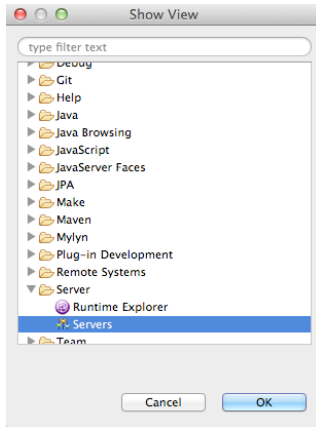 Show View
type filter text
Debug
Git
Help
Java
Java Browsing
JavaScript
JavaServer Faces
JPA
Make
Maven
Mylyn
Plug-in Development
Remote Systems
Server
Runtime Explorer
Servers
Team
Cancel
OK